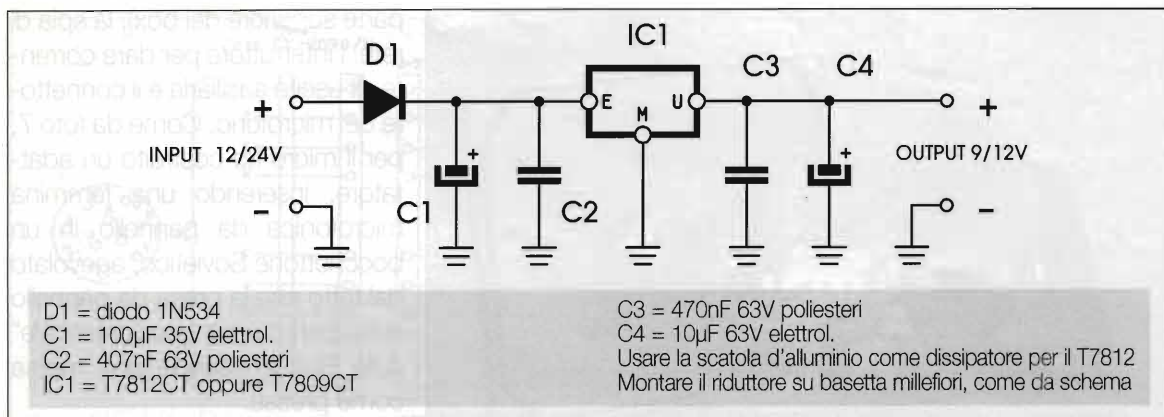 D1
IC1
C3
C4
+
E
U
M
+
INPUT 12/24V
+
+
OUTPUT 9/12V
-
C1
C2
-
D1 = diodo 1N534
C1 = 100µF 35V elettrol.
C2 = 407nF 63V poliesteri
IC1 = T7812CT oppure T7809CT
C3 = 470nF 63V poliesteri
C4 = 10µF 63V elettrol.
Usare la scatola d'alluminio come dissipatore per il T7812
Montare il riduttore su basetta millefiori, come da schema